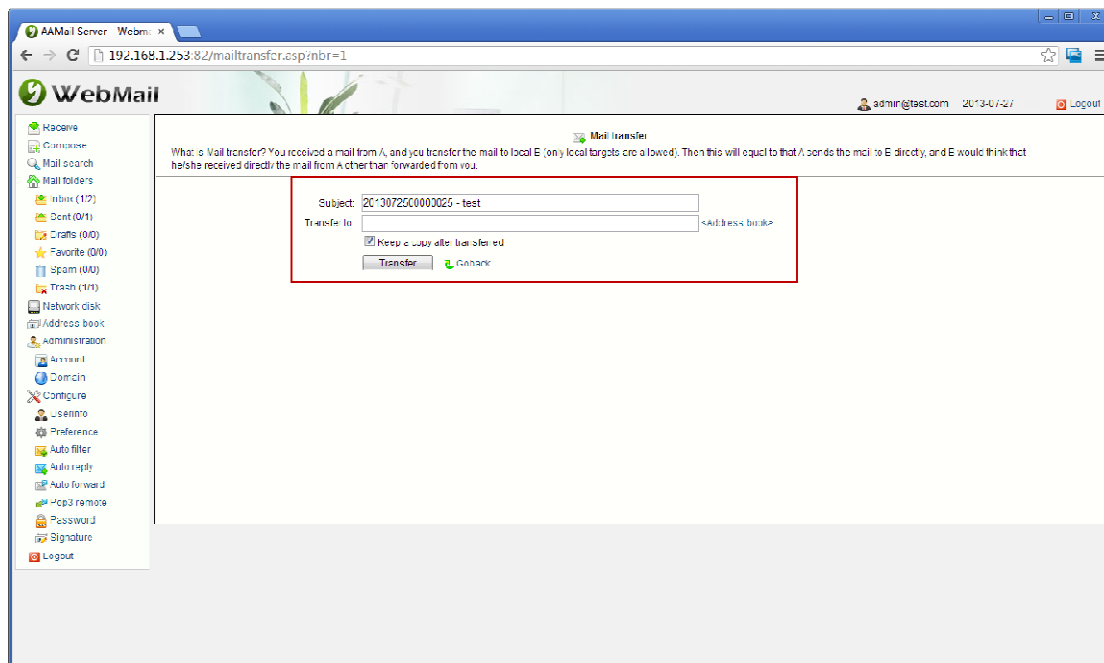 AAMail Server - Webma
192.168.1.253:82/mailtransfer.asp?nbr=1
WebMail
admin@test.com 2013-07-27 Logout
Receive
Compose
Mail search
Mail folders
Inbox (1/2)
Sent (0/1)
Drafts (0/0)
Favorite (0/0)
Spam (0/0)
Trash (1/1)
Network disk
Address book
Administration
Account
Domain
Configure
Userinfo
Preference
Auto filter
Auto reply
Auto forward
Pop3 remote
Password
Signature
Logout
Mail transfer
What is Mail transfer? You received a mail from A, and you transfer the mail to local B (only local targets are allowed). Then this will equal to that A sends the mail to B directly, and B would think that
he/she received directly the mail from A other than forwarded from you.
Subject: 2013072500000025 - test
Transfer to: <Address book>
Keep a copy after transferred
Transfer Goback